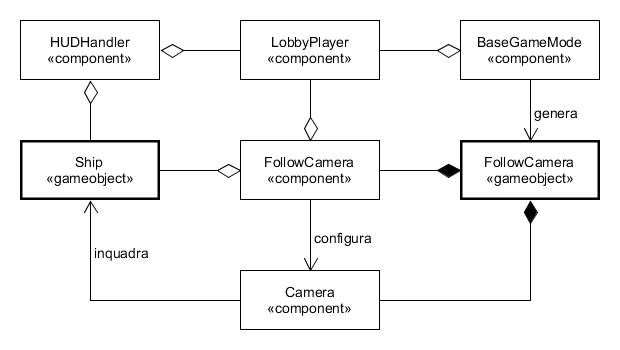 HUDHandler
«component»
LobbyPlayer
«component»
BaseGameMode
«component»
genera
Ship
«gameobject»
FollowCamera
«component»
FollowCamera
«gameobject»
inquadra
configura
Camera
«component»